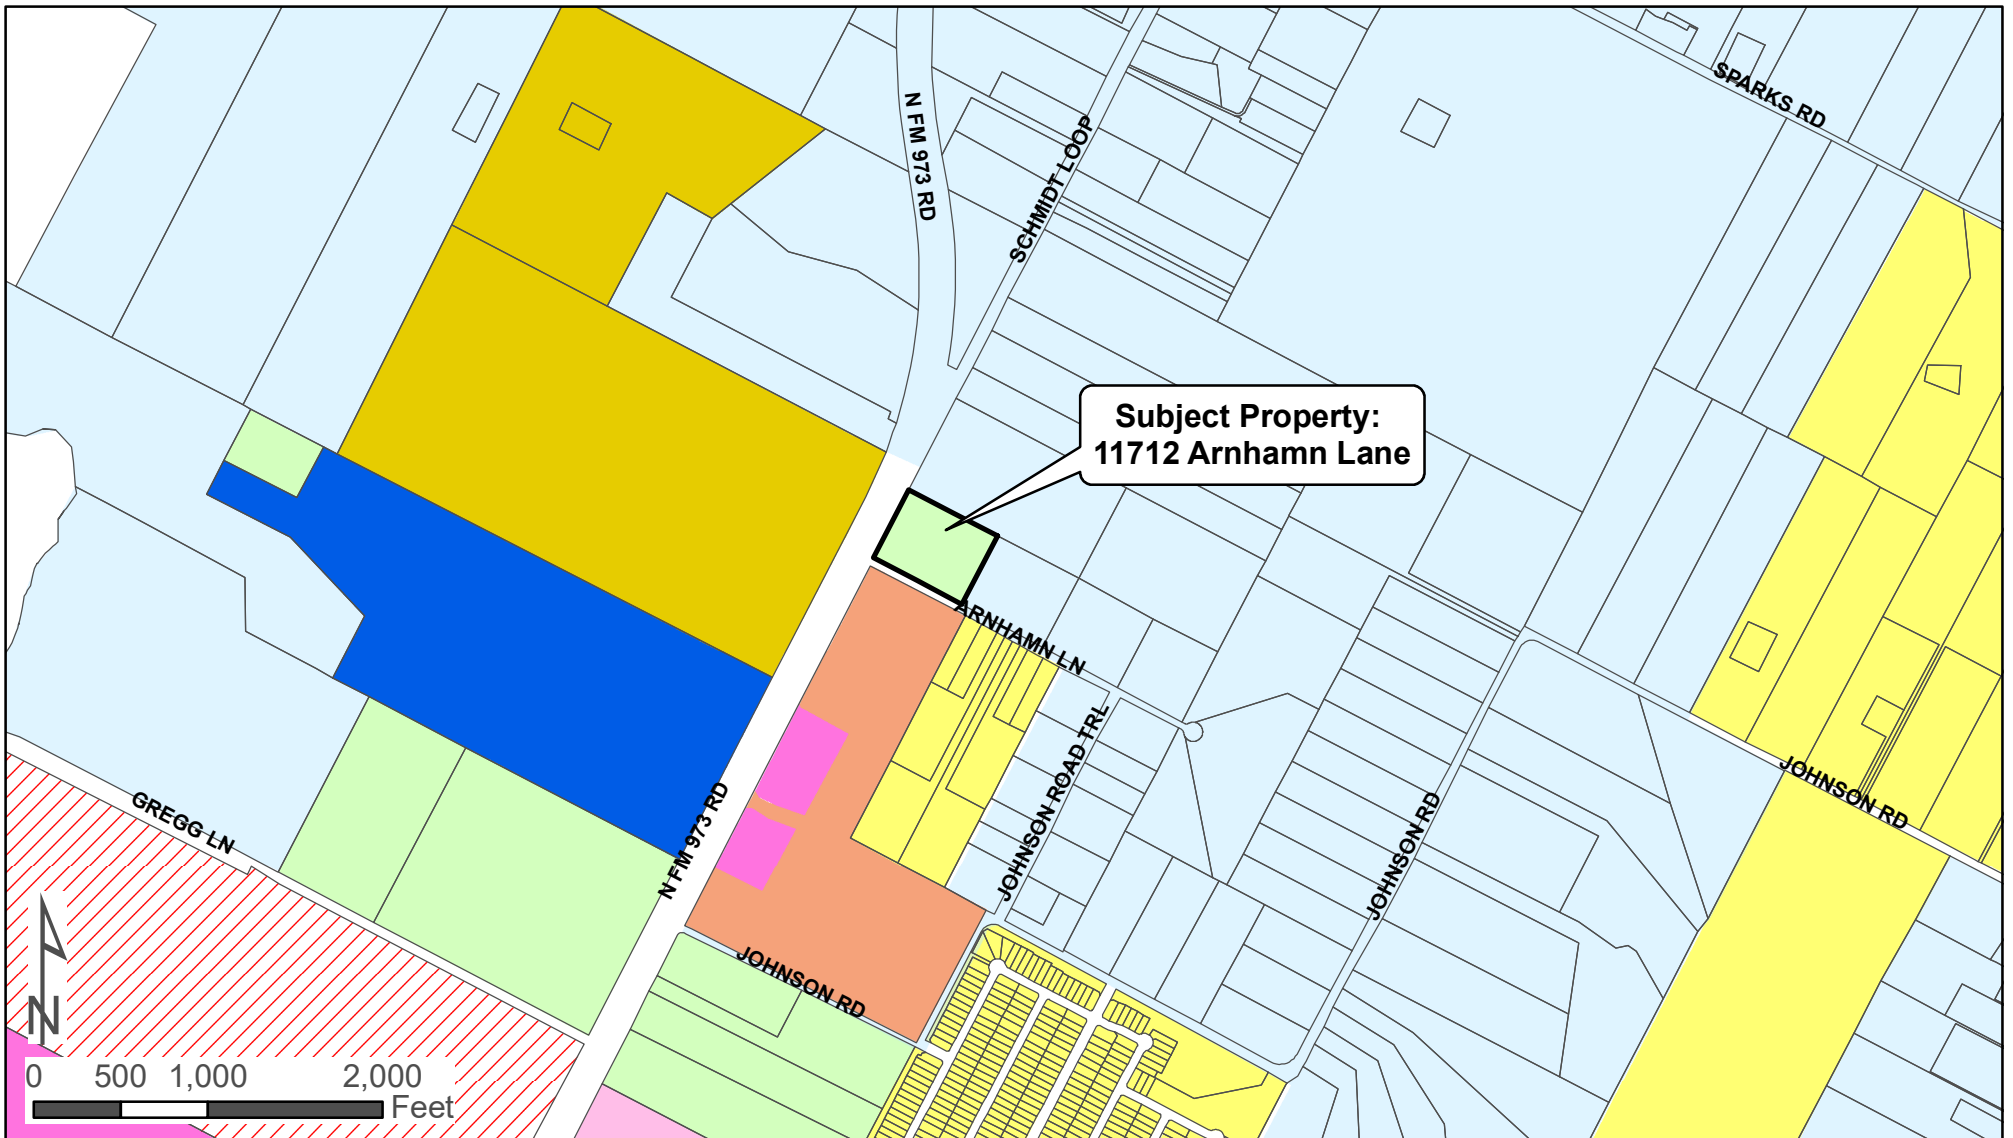 SPARKS RD
N FM 973 RD
SCHMIDT LOOP
Subject Property:
11712 Arnhamn Lane
ARNHAMN LN
JOHNSON ROAD TRL
JOHNSON RD
JOHNSON RD
N FM 973 RD
GREGG LN
JOHNSON RD
N
0 500 1,000 2,000
Feet